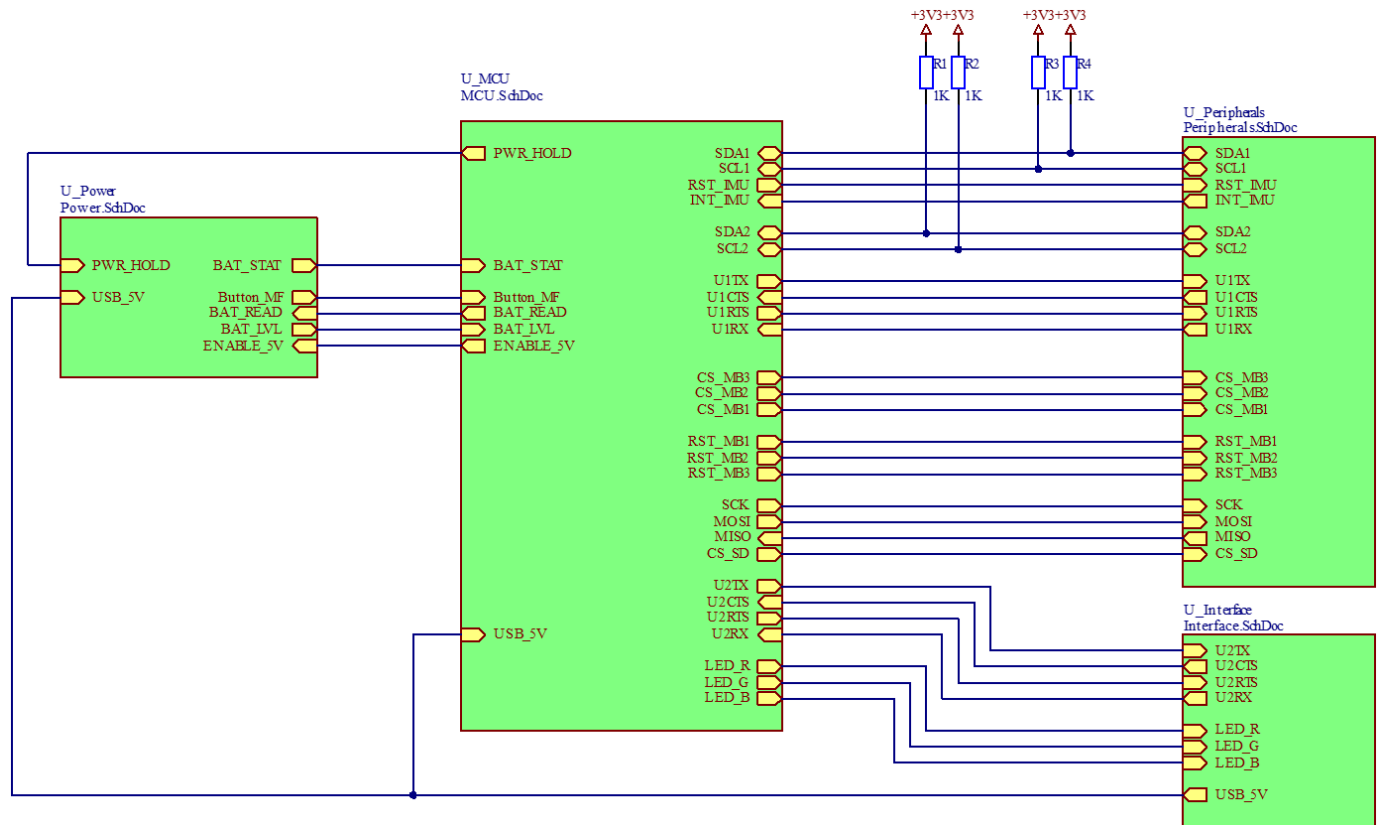 +3V3 +3V3 +3V3 +3V3
R1 R2 R3 R4
1K 1K 1K 1K
U_MCU
MCU.SchDoc
PWR_HOLD
BAT_STAT
Button_MF
BAT_READ
BAT_LVL
ENABLE_5V
USB_5V
SDA1
SCL1
RST_IMU
INT_IMU
SDA2
SCL2
U1TX
U1CTS
U1RTS
U1RX
CS_MB3
CS_MB2
CS_MB1
RST_MB1
RST_MB2
RST_MB3
SCK
MOSI
MISO
CS_SD
U2TX
U2CTS
U2RTS
U2RX
LED_R
LED_G
LED_B
U_Power
Power.SchDoc
PWR_HOLD
USB_5V
BAT_STAT
Button_MF
BAT_READ
BAT_LVL
ENABLE_5V
U_Peripherals
Peripherals.SchDoc
SDA1
SCL1
RST_IMU
INT_IMU
SDA2
SCL2
U1TX
U1CTS
U1RTS
U1RX
CS_MB3
CS_MB2
CS_MB1
RST_MB1
RST_MB2
RST_MB3
SCK
MOSI
MISO
CS_SD
U_Interface
Interface.SchDoc
U2TX
U2CTS
U2RTS
U2RX
LED_R
LED_G
LED_B
USB_5V